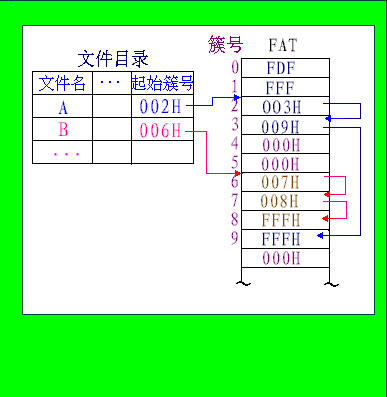 文件目录
文件名 ··· 起始簇号
A 002H
B 006H
···
簇号 FAT
0 FDF
1 FFF
2 003H
3 009H
4 000H
5 000H
6 007H
7 008H
8 FFFH
9 FFFH
000H